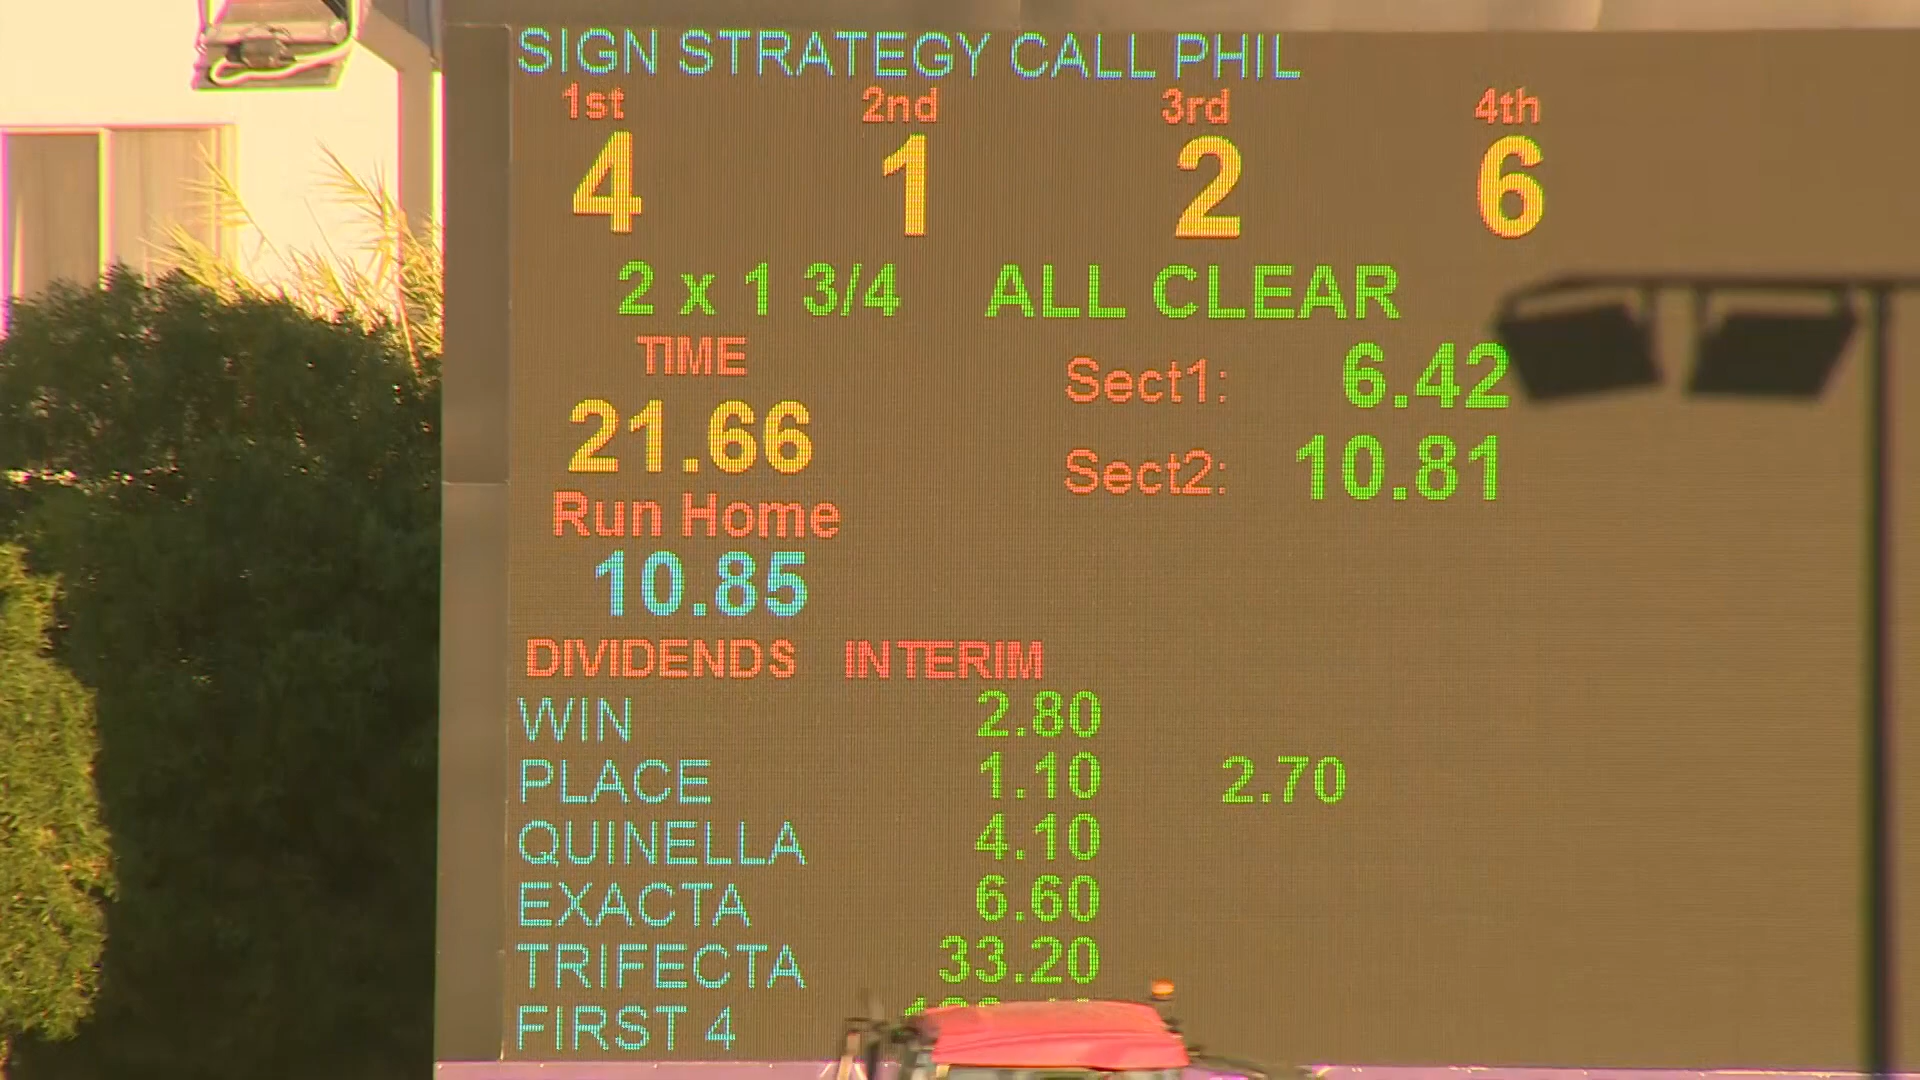 SIGN STRATEGY CALL PHIL
1st 2nd 3rd 4th
4 1 2 6
2 x 1 3/4 ALL CLEAR
TIME
Sect1: 6.42
21.66
Sect2: 10.81
Run Home
10.85
DIVIDENDS INTERIM
WIN 2.80
PLACE 1.10 2.70
QUINELLA 4.10
EXACTA 6.60
TRIFECTA 33.20
FIRST 4